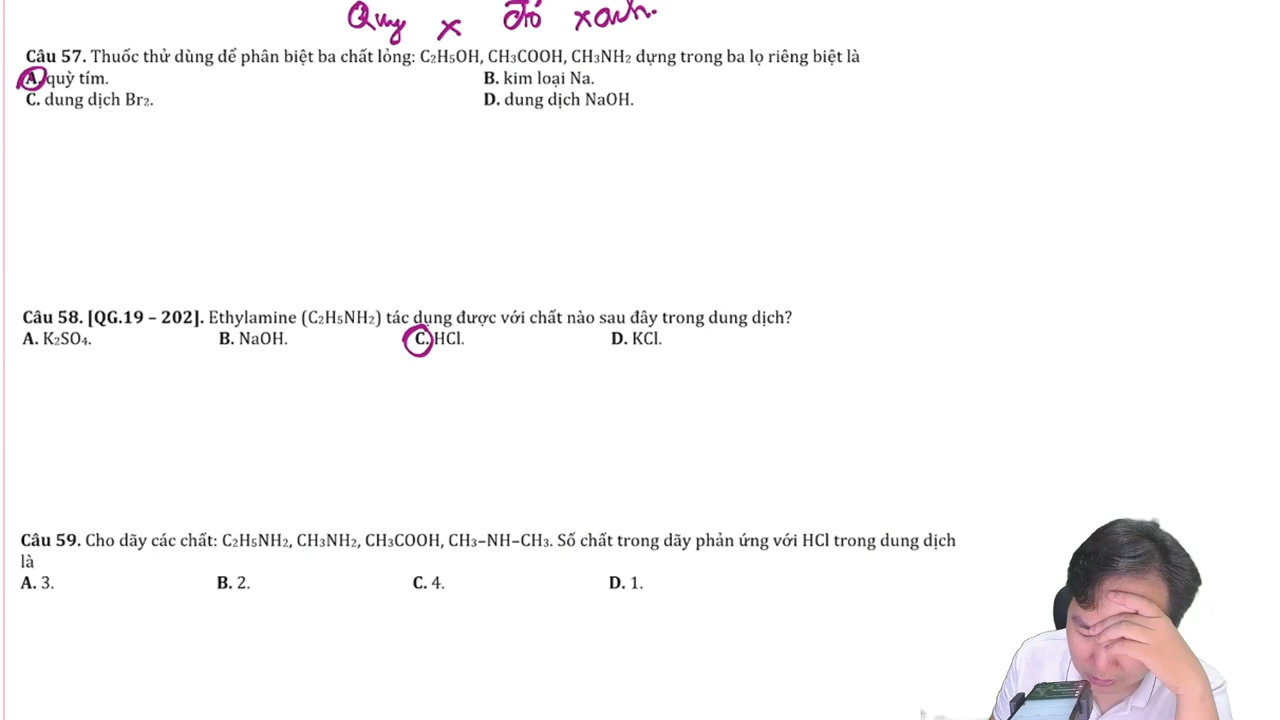 Quỳ x đỏ xanh.
Câu 57. Thuốc thử dùng để phân biệt ba chất lỏng: C₂H₅OH, CH₃COOH, CH₃NH₂ đựng trong ba lọ riêng biệt là
A. quỳ tím. B. kim loại Na.
C. dung dịch Br₂. D. dung dịch NaOH.
Câu 58. [QG.19 – 202]. Ethylamine (C₂H₅NH₂) tác dụng được với chất nào sau đây trong dung dịch?
A. K₂SO₄. B. NaOH. C. HCl. D. KCl.
Câu 59. Cho dãy các chất: C₂H₅NH₂, CH₃NH₂, CH₃COOH, CH₃–NH–CH₃. Số chất trong dãy phản ứng với HCl trong dung dịch
là
A. 3. B. 2. C. 4. D. 1.